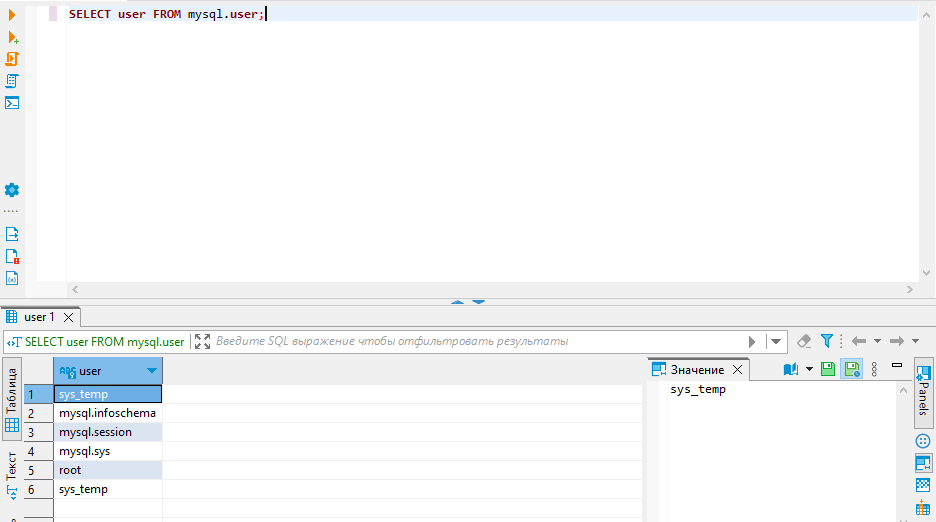 SELECT user FROM mysql.user;
user 1
SELECT user FROM mysql.user
Введите SQL выражение чтобы отфильтровать результаты
Таблица
Текст
ABC user
1 sys_temp
2 mysql.infoschema
3 mysql.session
4 mysql.sys
5 root
6 sys_temp
Значение
sys_temp
Panels